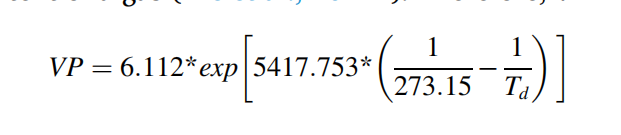 VP = 6.112*exp[5417.753*(1/273.15 − 1/T_d)]